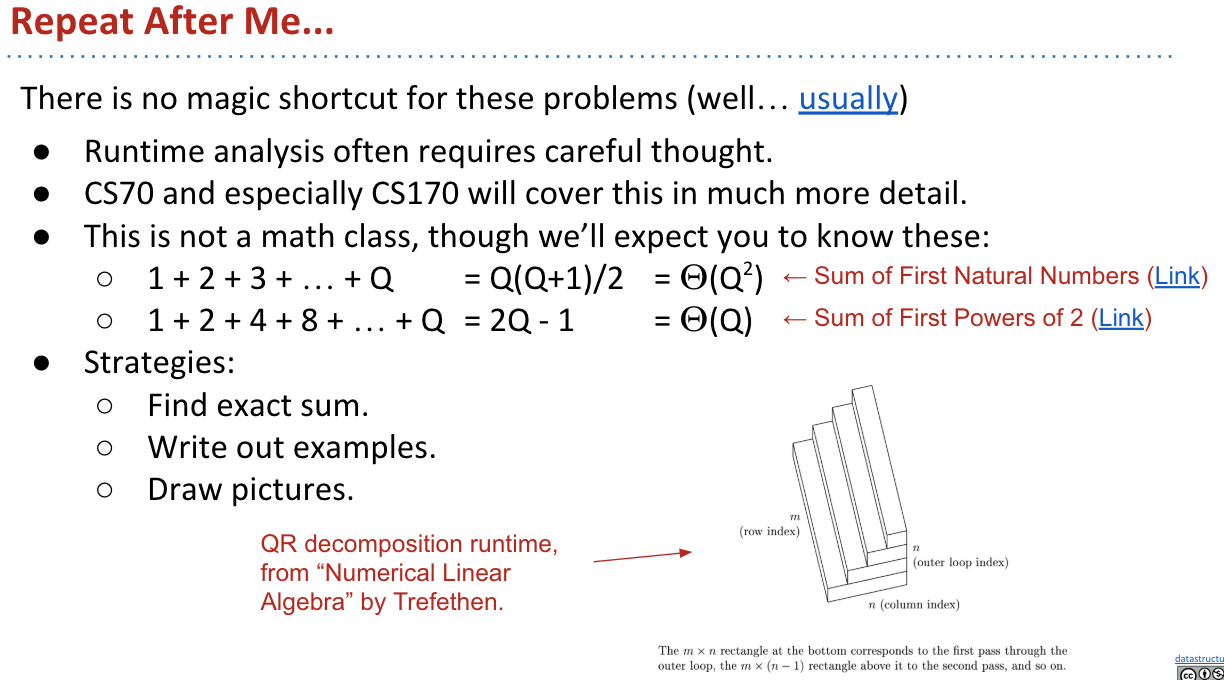 Repeat After Me...
There is no magic shortcut for these problems (well… usually)
● Runtime analysis often requires careful thought.
● CS70 and especially CS170 will cover this in much more detail.
● This is not a math class, though we’ll expect you to know these:
○ 1 + 2 + 3 + … + Q = Q(Q+1)/2 = Θ(Q²) ← Sum of First Natural Numbers (Link)
○ 1 + 2 + 4 + 8 + … + Q = 2Q - 1 = Θ(Q) ← Sum of First Powers of 2 (Link)
● Strategies:
○ Find exact sum.
○ Write out examples.
○ Draw pictures.
QR decomposition runtime,
from “Numerical Linear
Algebra” by Trefethen.
m
(row index)
n
(outer loop index)
n (column index)
The m × n rectangle at the bottom corresponds to the first pass through the
outer loop, the m × (n − 1) rectangle above it to the second pass, and so on.
datastructu
cc